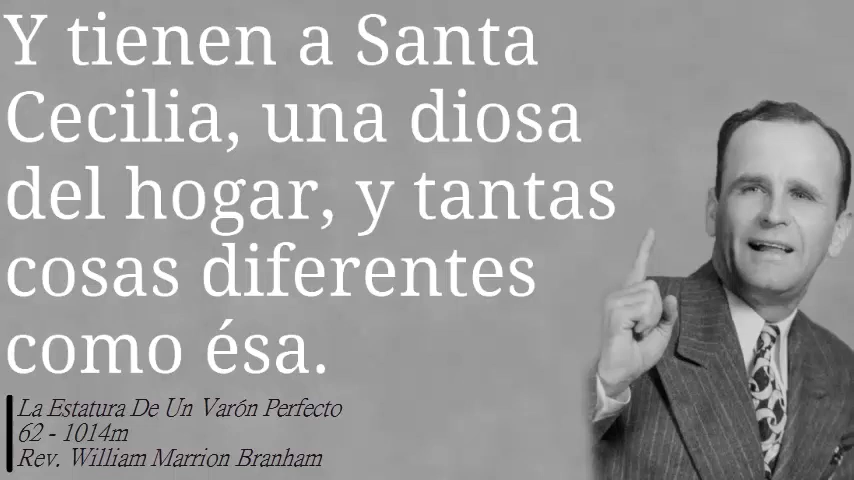 Y tienen a Santa
Cecilia, una diosa
del hogar, y tantas
cosas diferentes
como ésa.
La Estatura De Un Varón Perfecto
62 - 1014m
Rev. William Marrion Branham